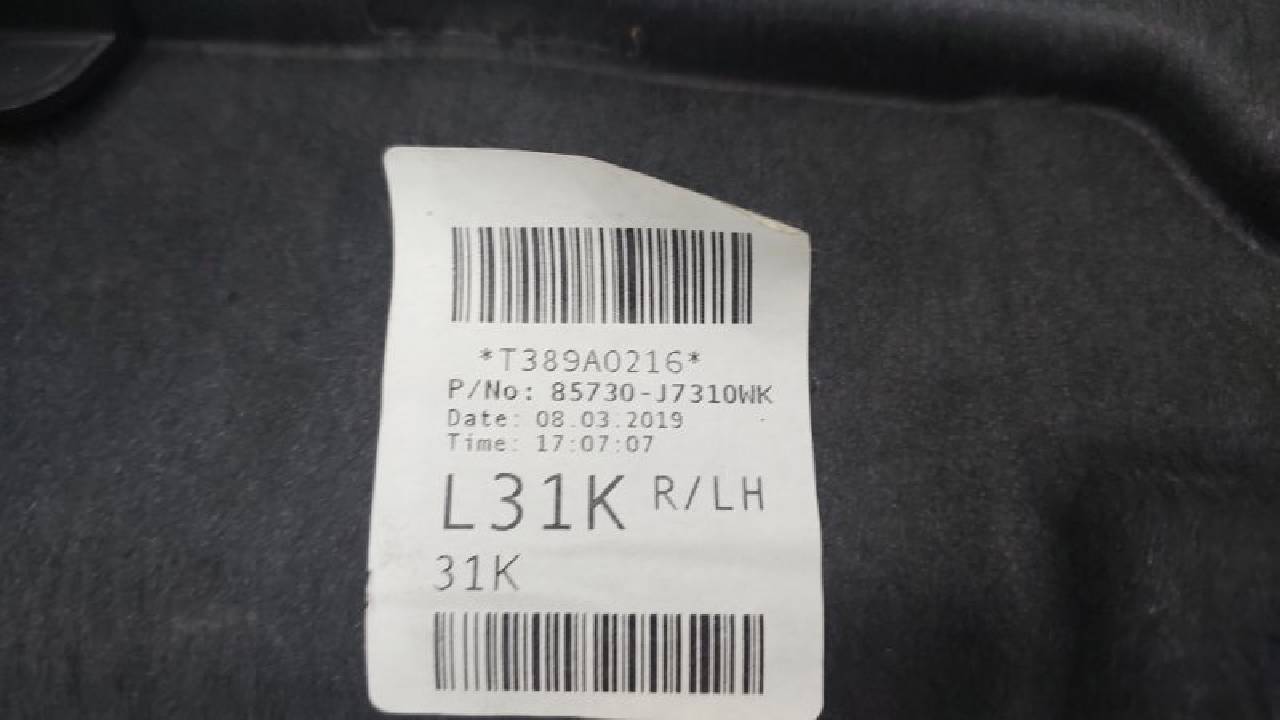 *T389A0216*
P/No: 85730-J7310WK
Date: 08.03.2019
Time: 17:07:07
L31K R/LH
31K